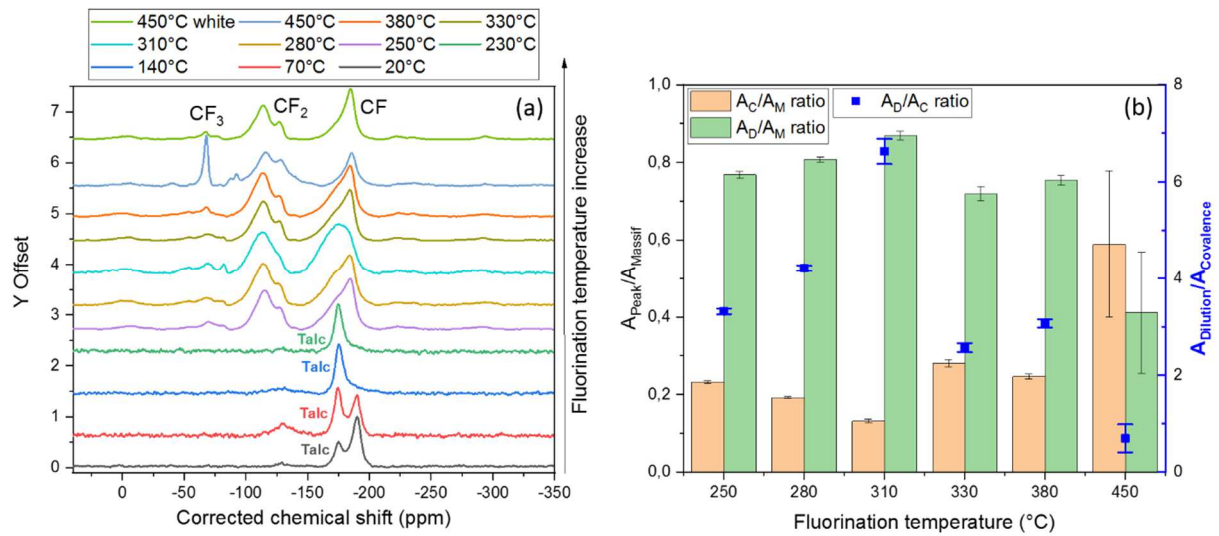 450°C white 450°C 380°C 330°C
310°C 280°C 250°C 230°C
140°C 70°C 20°C
(a)
CF3 CF2 CF
7
6
5
4
3
2
1
0
Talc
Talc
Talc
Talc
Y Offset
0 -50 -100 -150 -200 -250 -300 -350
Corrected chemical shift (ppm)
Fluorination temperature increase
(b)
AC/AM ratio AD/AC ratio
AD/AM ratio
1,0
0,8
0,6
0,4
0,2
0,0
APeak/AMassif
8
6
4
2
0
ADilution/ACovalence
250 280 310 330 380 450
Fluorination temperature (°C)